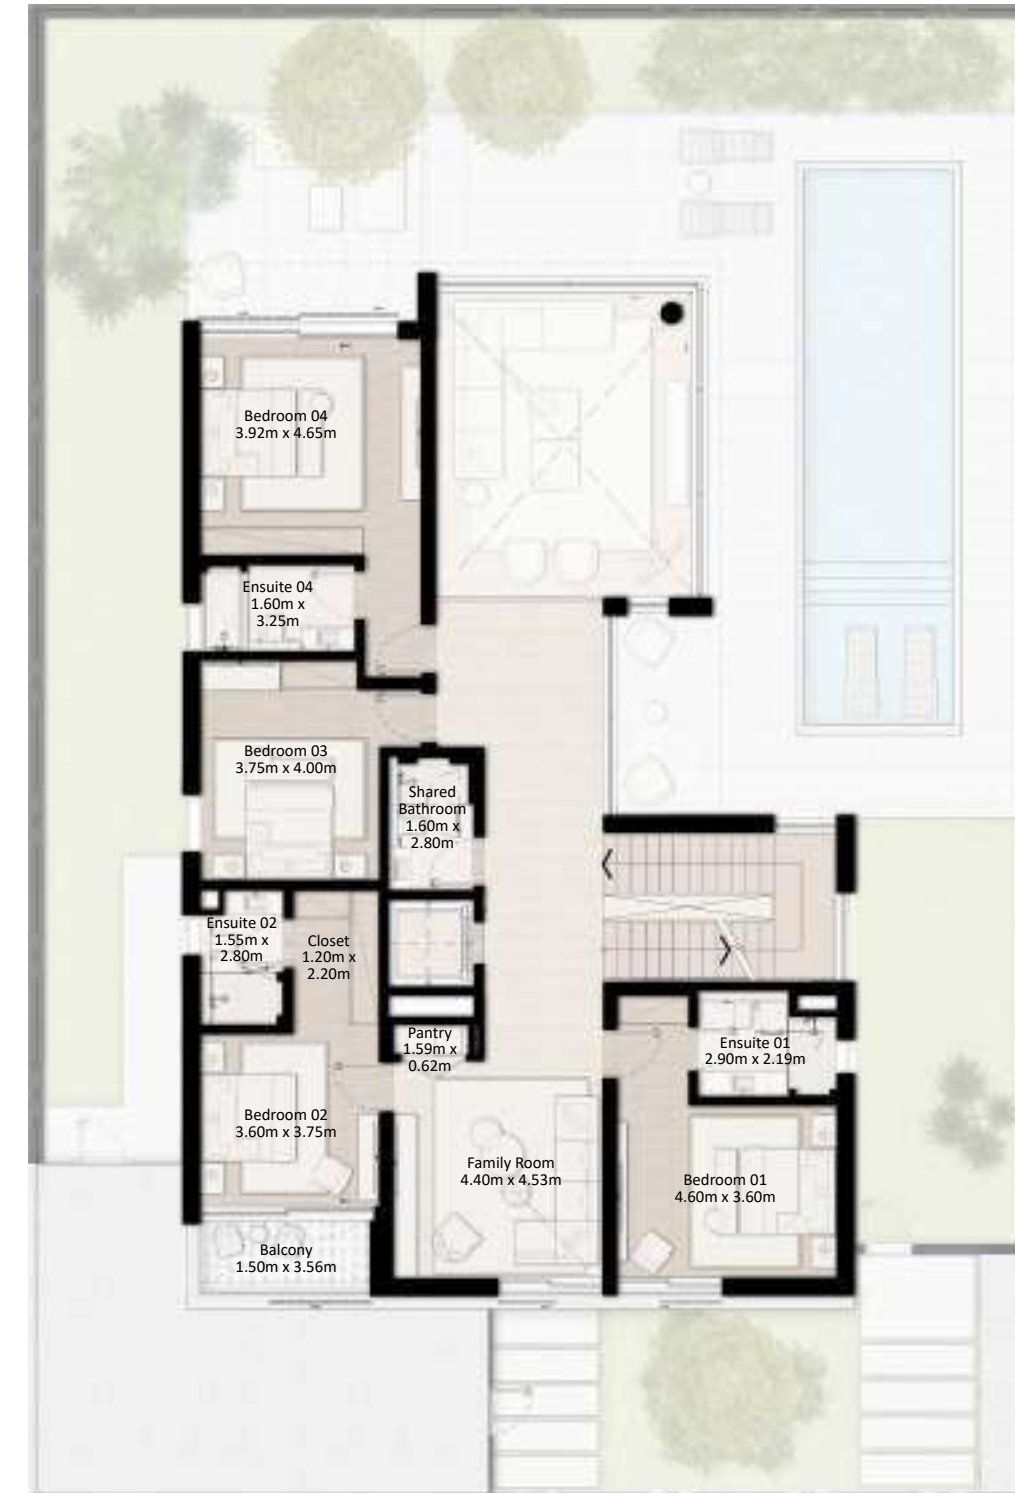 Bedroom 04
3.92m x 4.65m
Ensuite 04
1.60m x
3.25m
Bedroom 03
3.75m x 4.00m
Shared
Bathroom
1.60m x
2.80m
Ensuite 02
1.55m x
2.80m
Closet
1.20m x
2.20m
Pantry
1.59m x
0.62m
Ensuite 01
2.90m x 2.19m
Bedroom 02
3.60m x 3.75m
Family Room
4.40m x 4.53m
Bedroom 01
4.60m x 3.60m
Balcony
1.50m x 3.56m